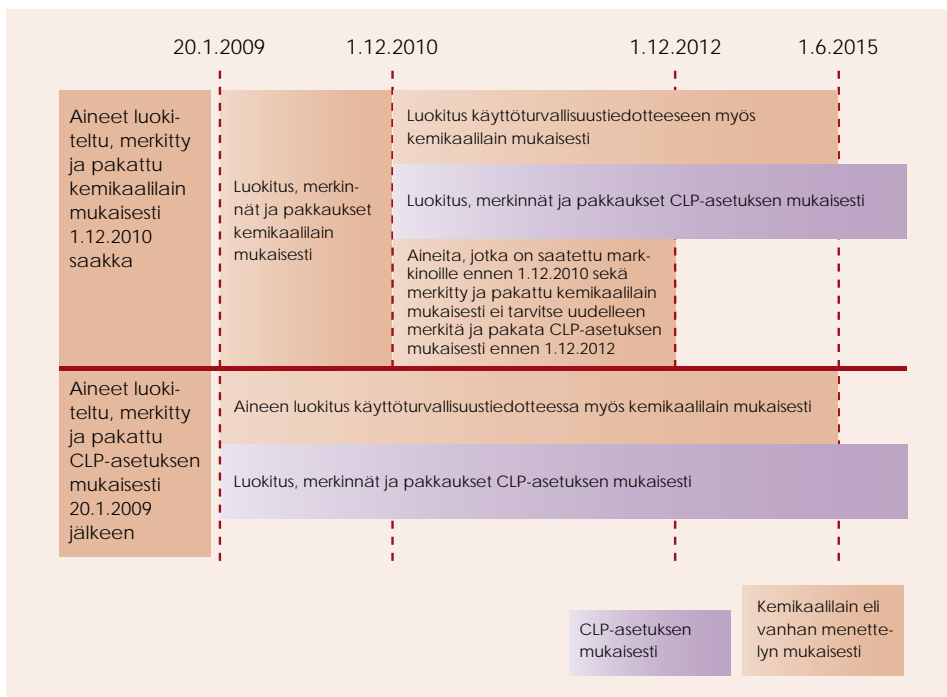 20.1.2009 1.12.2010 1.12.2012 1.6.2015
Aineet luoki-
teltu, merkitty
ja pakattu
kemikaalilain
mukaisesti
1.12.2010
saakka
Luokitus, merkin-
nät ja pakkaukset
kemikaalilain
mukaisesti
Luokitus käyttöturvallisuustiedotteeseen myös
kemikaalilain mukaisesti
Luokitus, merkinnät ja pakkaukset CLP-asetuksen mukaisesti
Aineita, jotka on saatettu mark-
kinoille ennen 1.12.2010 sekä
merkitty ja pakattu kemikaalilain
mukaisesti ei tarvitse uudelleen
merkitä ja pakata CLP-asetuksen
mukaisesti ennen 1.12.2012
Aineet luoki-
teltu, merkitty
ja pakattu
CLP-asetuksen
mukaisesti
20.1.2009
jälkeen
Aineen luokitus käyttöturvallisuustiedotteessa myös kemikaalilain mukaisesti
Luokitus, merkinnät ja pakkaukset CLP-asetuksen mukaisesti
CLP-asetuksen
mukaisesti
Kemikaalilain eli
vanhan menette-
lyn mukaisesti